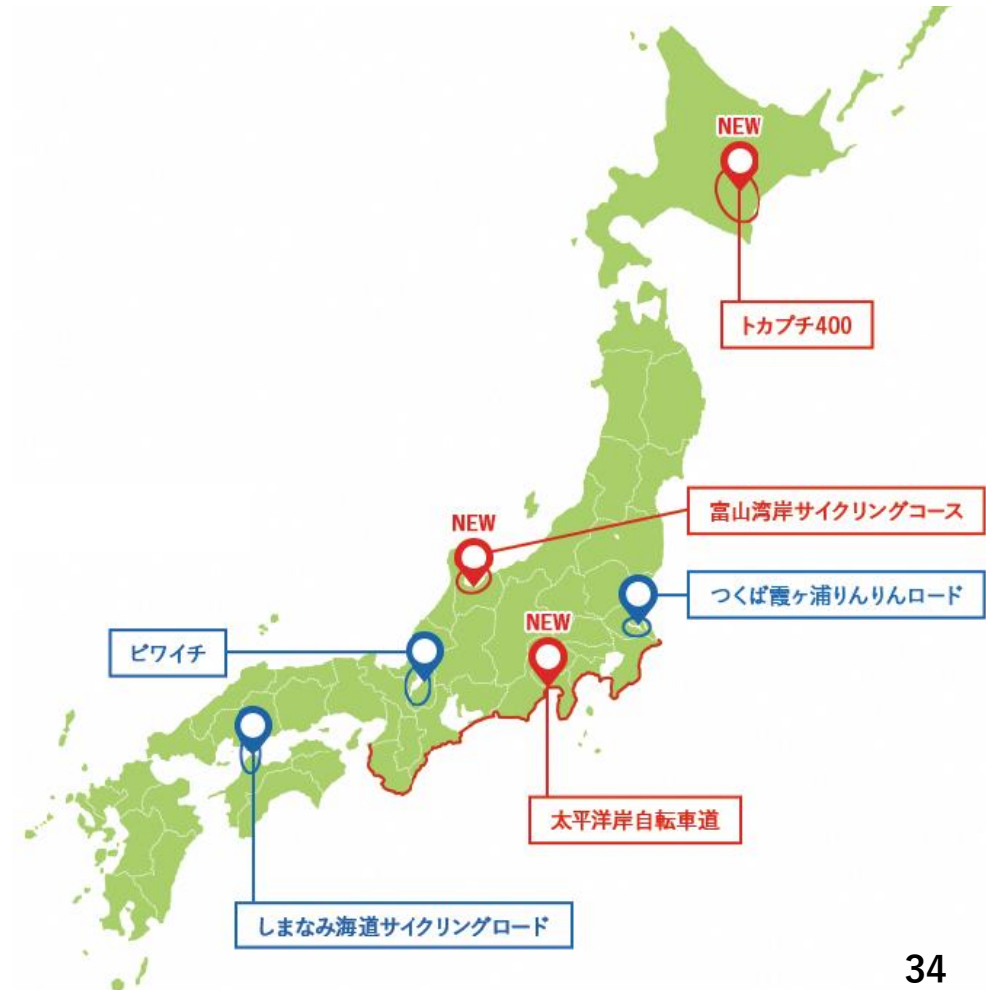 NEW
トカプチ400
富山湾岸サイクリングコース
NEW
つくば霞ヶ浦りんりんロード
NEW
ビワイチ
太平洋岸自転車道
しまなみ海道サイクリングロード
34